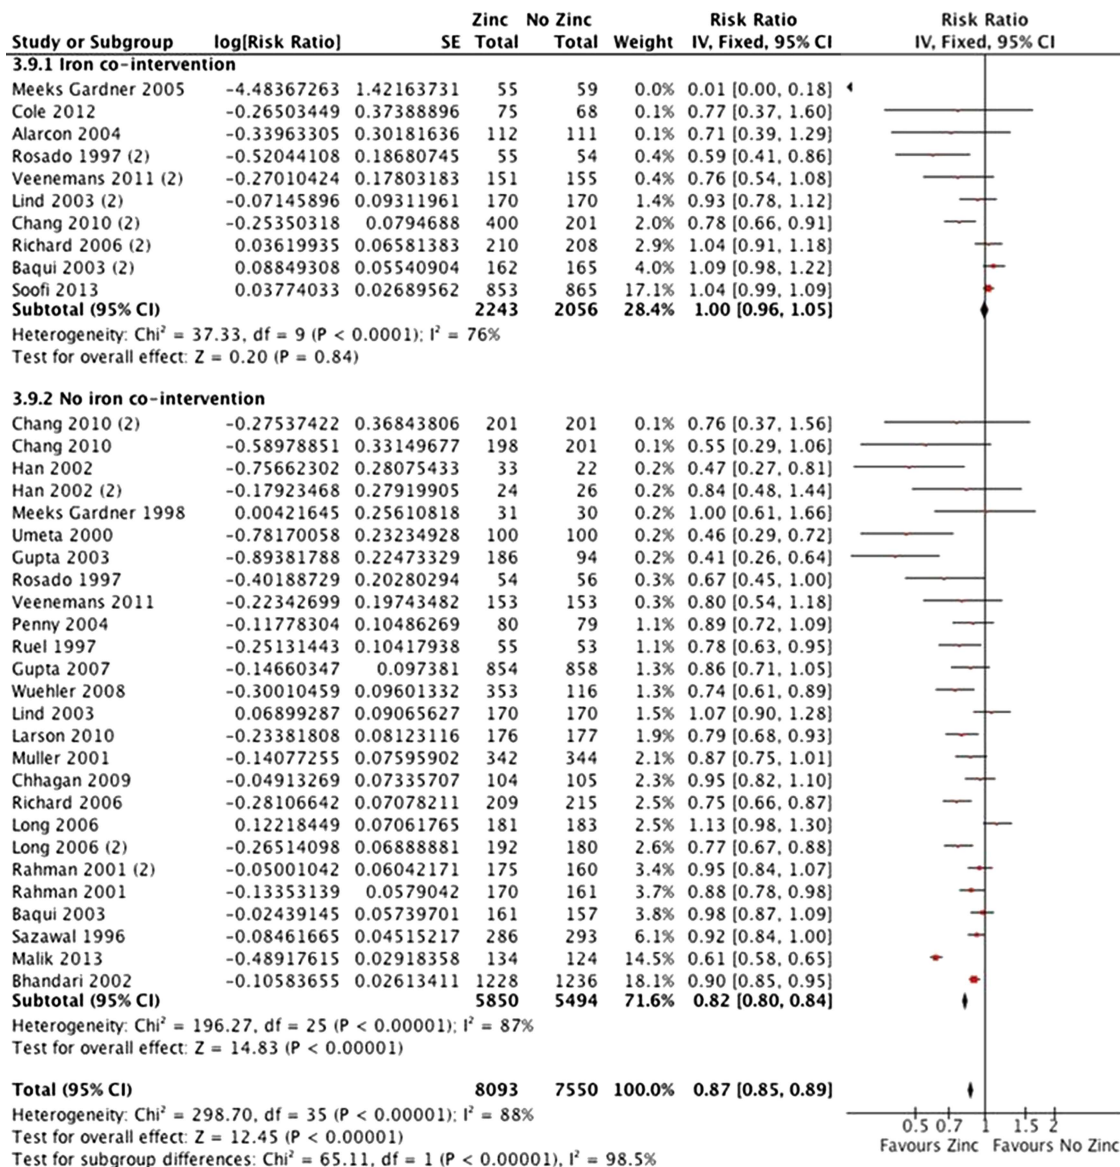 Zinc No Zinc Risk Ratio Risk Ratio
Study or Subgroup log[Risk Ratio] SE Total Total Weight IV, Fixed, 95% CI IV, Fixed, 95% CI
3.9.1 Iron co-intervention
Meeks Gardner 2005 -4.48367263 1.42163731 55 59 0.0% 0.01 [0.00, 0.18]
Cole 2012 -0.26503449 0.37388896 75 68 0.1% 0.77 [0.37, 1.60]
Alarcon 2004 -0.33963305 0.30181636 112 111 0.1% 0.71 [0.39, 1.29]
Rosado 1997 (2) -0.52044108 0.18680745 55 54 0.4% 0.59 [0.41, 0.86]
Veenemans 2011 (2) -0.27010424 0.17803183 151 155 0.4% 0.76 [0.54, 1.08]
Lind 2003 (2) -0.07145896 0.09311961 170 170 1.4% 0.93 [0.78, 1.12]
Chang 2010 (2) -0.25350318 0.0794688 400 201 2.0% 0.78 [0.66, 0.91]
Richard 2006 (2) 0.03619935 0.06581383 210 208 2.9% 1.04 [0.91, 1.18]
Baqui 2003 (2) 0.08849308 0.05540904 162 165 4.0% 1.09 [0.98, 1.22]
Soofi 2013 0.03774033 0.02689562 853 865 17.1% 1.04 [0.99, 1.09]
Subtotal (95% CI) 2243 2056 28.4% 1.00 [0.96, 1.05]
Heterogeneity: Chi² = 37.33, df = 9 (P < 0.0001); I² = 76%
Test for overall effect: Z = 0.20 (P = 0.84)
3.9.2 No iron co-intervention
Chang 2010 (2) -0.27537422 0.36843806 201 201 0.1% 0.76 [0.37, 1.56]
Chang 2010 -0.58978851 0.33149677 198 201 0.1% 0.55 [0.29, 1.06]
Han 2002 -0.75662302 0.28075433 33 22 0.2% 0.47 [0.27, 0.81]
Han 2002 (2) -0.17923468 0.27919905 24 26 0.2% 0.84 [0.48, 1.44]
Meeks Gardner 1998 0.00421645 0.25610818 31 30 0.2% 1.00 [0.61, 1.66]
Umeta 2000 -0.78170058 0.23234928 100 100 0.2% 0.46 [0.29, 0.72]
Gupta 2003 -0.89381788 0.22473329 186 94 0.2% 0.41 [0.26, 0.64]
Rosado 1997 -0.40188729 0.20280294 54 56 0.3% 0.67 [0.45, 1.00]
Veenemans 2011 -0.22342699 0.19743482 153 153 0.3% 0.80 [0.54, 1.18]
Penny 2004 -0.11778304 0.10486269 80 79 1.1% 0.89 [0.72, 1.09]
Ruel 1997 -0.25131443 0.10417938 55 53 1.1% 0.78 [0.63, 0.95]
Gupta 2007 -0.14660347 0.097381 854 858 1.3% 0.86 [0.71, 1.05]
Wuehler 2008 -0.30010459 0.09601332 353 116 1.3% 0.74 [0.61, 0.89]
Lind 2003 0.06899287 0.09065627 170 170 1.5% 1.07 [0.90, 1.28]
Larson 2010 -0.23381808 0.08123116 176 177 1.9% 0.79 [0.68, 0.93]
Muller 2001 -0.14077255 0.07595902 342 344 2.1% 0.87 [0.75, 1.01]
Chhagan 2009 -0.04913269 0.07335707 104 105 2.3% 0.95 [0.82, 1.10]
Richard 2006 -0.28106642 0.07078211 209 215 2.5% 0.75 [0.66, 0.87]
Long 2006 0.12218449 0.07061765 181 183 2.5% 1.13 [0.98, 1.30]
Long 2006 (2) -0.26514098 0.06888881 192 180 2.6% 0.77 [0.67, 0.88]
Rahman 2001 (2) -0.05001042 0.06042171 175 160 3.4% 0.95 [0.84, 1.07]
Rahman 2001 -0.13353139 0.0579042 170 161 3.7% 0.88 [0.78, 0.98]
Baqui 2003 -0.02439145 0.05739701 161 157 3.8% 0.98 [0.87, 1.09]
Sazawal 1996 -0.08461665 0.04515217 286 293 6.1% 0.92 [0.84, 1.00]
Malik 2013 -0.48917615 0.02918358 134 124 14.5% 0.61 [0.58, 0.65]
Bhandari 2002 -0.10583655 0.02613411 1228 1236 18.1% 0.90 [0.85, 0.95]
Subtotal (95% CI) 5850 5494 71.6% 0.82 [0.80, 0.84]
Heterogeneity: Chi² = 196.27, df = 25 (P < 0.00001); I² = 87%
Test for overall effect: Z = 14.83 (P < 0.00001)
Total (95% CI) 8093 7550 100.0% 0.87 [0.85, 0.89]
Heterogeneity: Chi² = 298.70, df = 35 (P < 0.00001); I² = 88%
Test for overall effect: Z = 12.45 (P < 0.00001)
Test for subgroup differences: Chi² = 65.11, df = 1 (P < 0.00001), I² = 98.5%
0.5 0.7 1 1.5 2
Favours Zinc Favours No Zinc